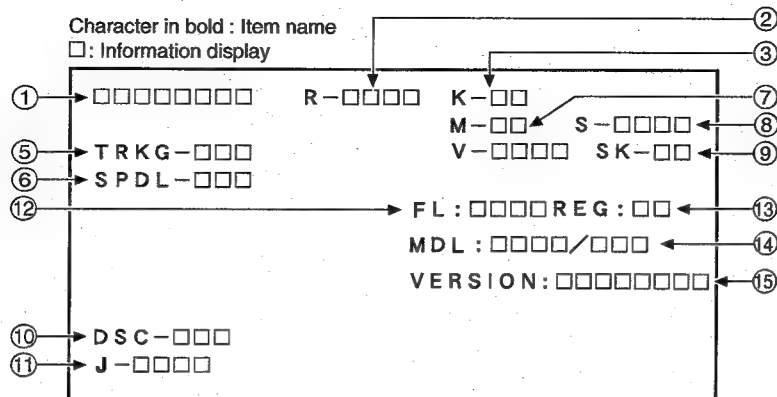 Character in bold : Item name
□: Information display
② 
③
① □□□□□□□□ R-□□□□ K-□□
M-□□ ⑦
S-□□□□ ⑧
⑤ TRKG-□□□ V-□□□□ SK-□□ ⑨
⑥ SPDL-□□□
⑫ FL:□□□□REG:□□ ⑬
MDL:□□□□/□□□ ⑭
VERSION:□□□□□□□□ ⑮
⑩ DSC-□□□
⑪ J-□□□□